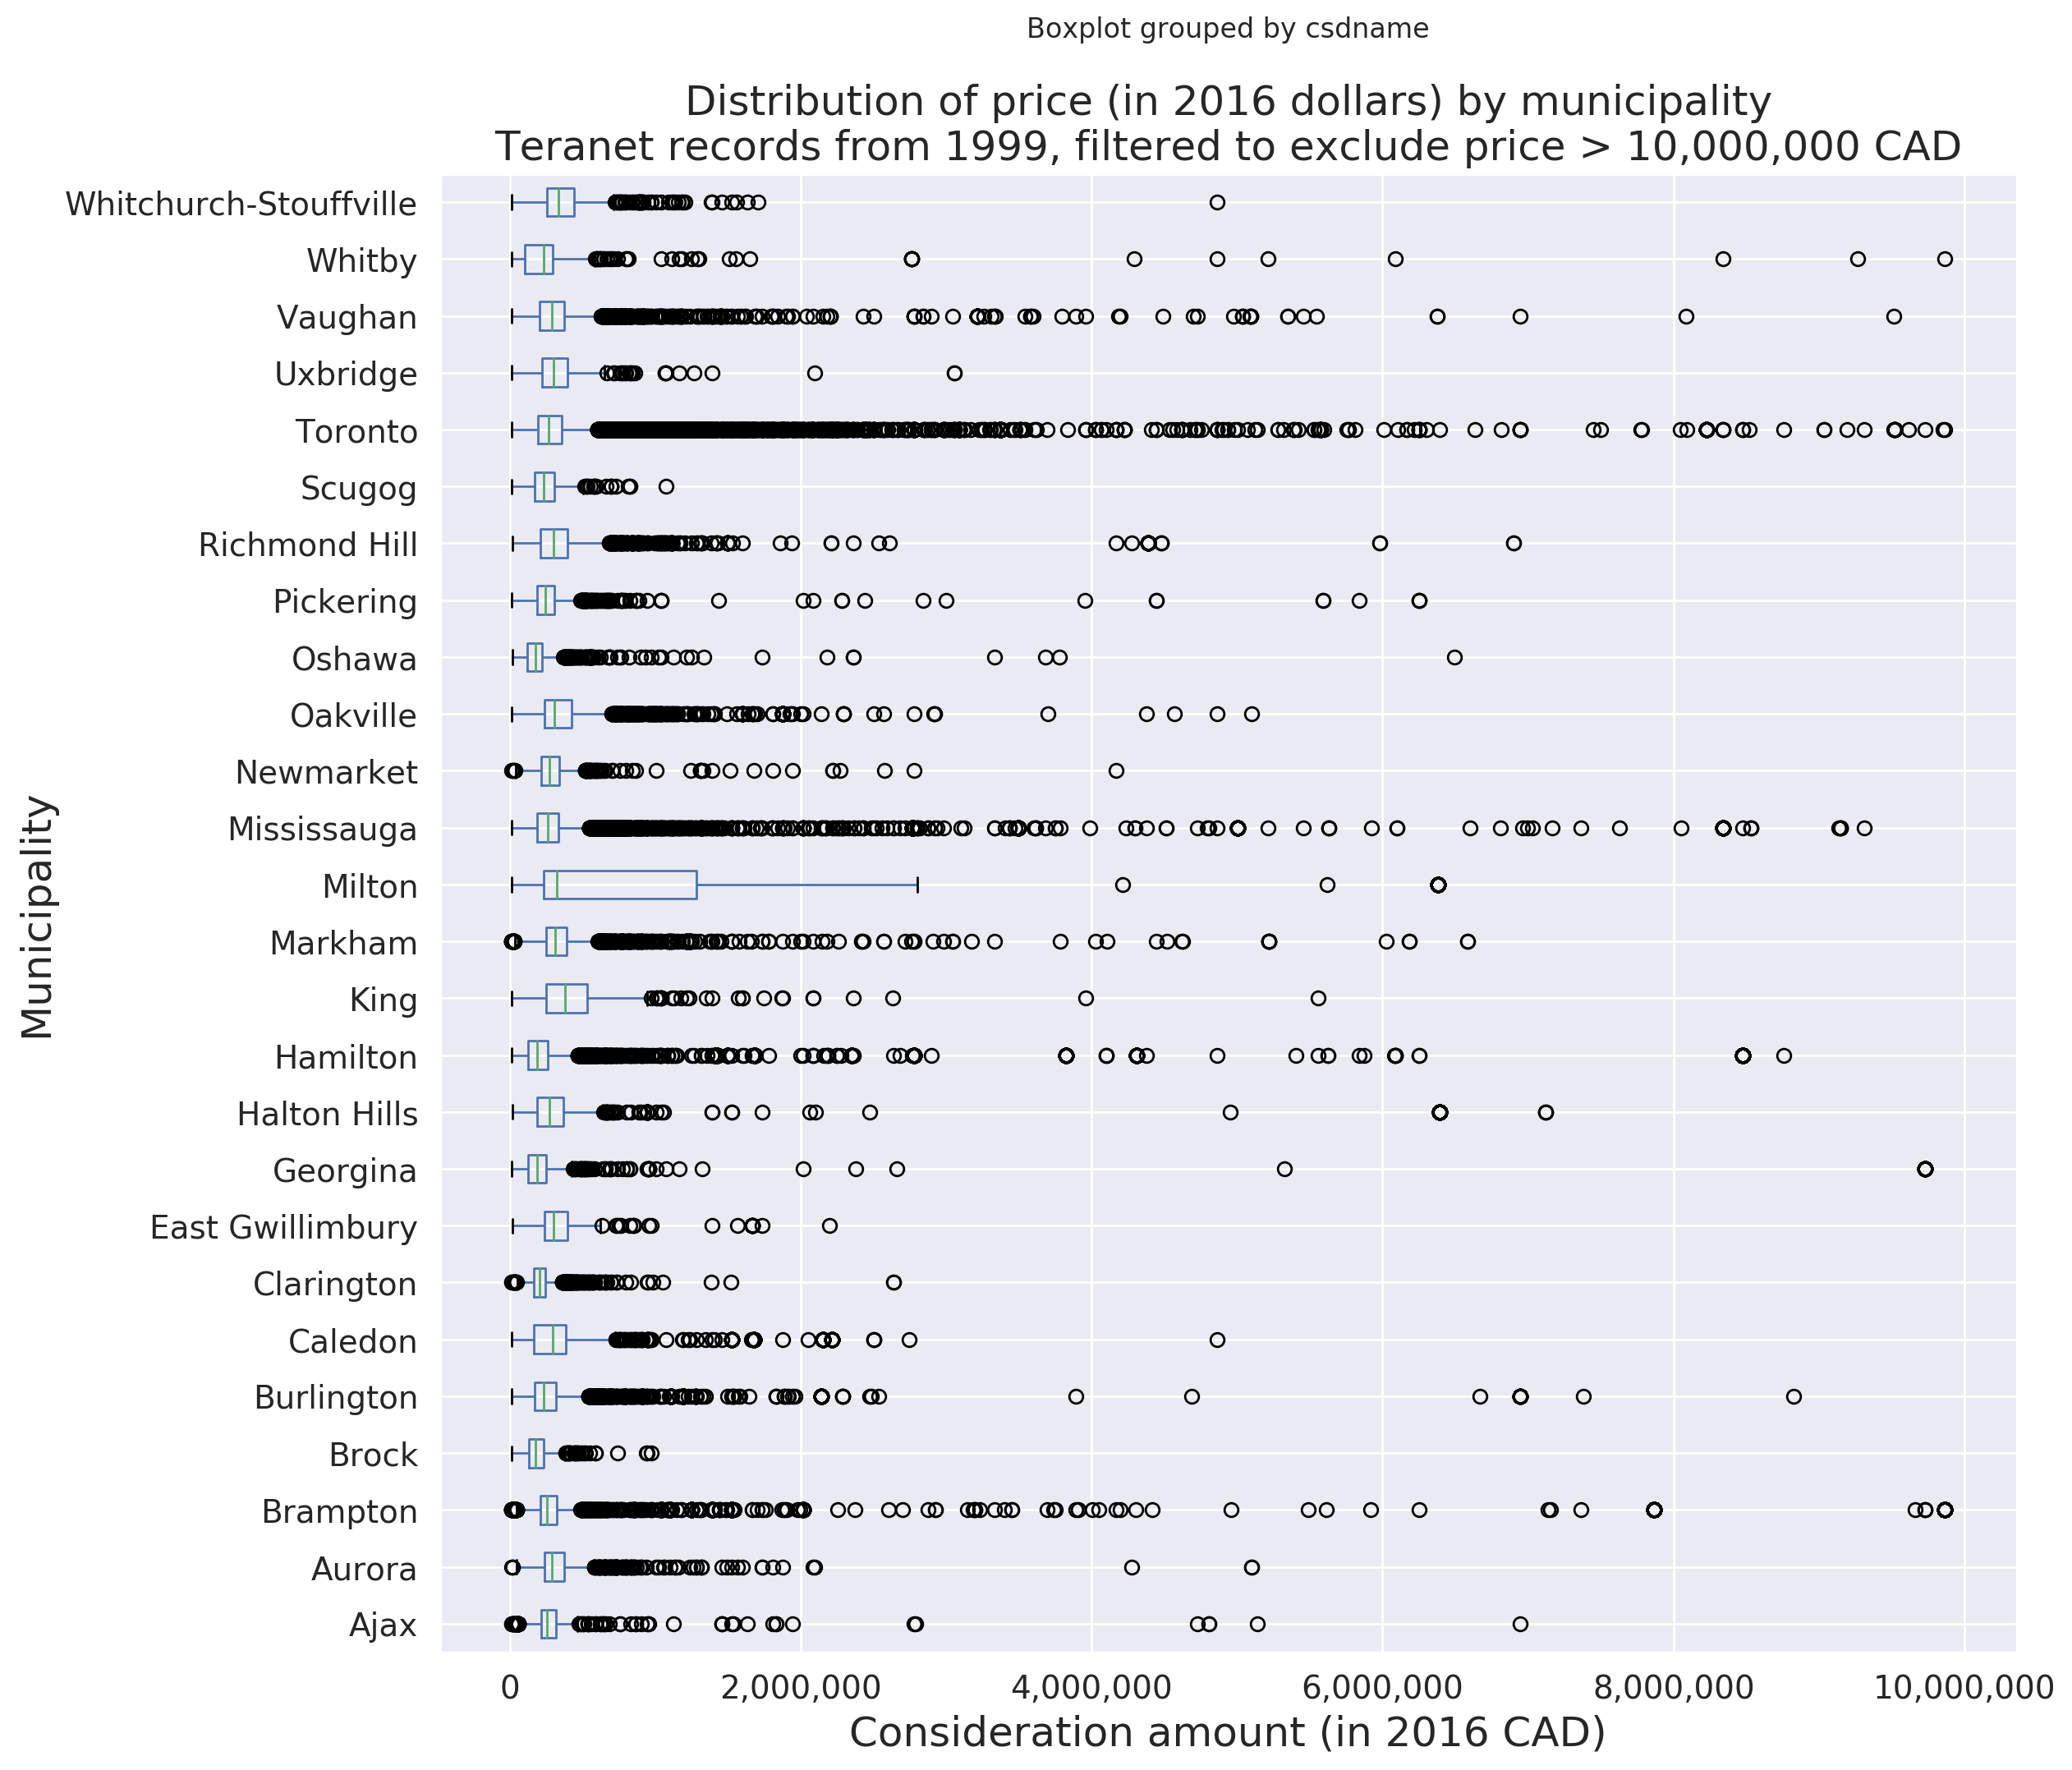 Boxplot grouped by csdname
Distribution of price (in 2016 dollars) by municipality
Teranet records from 1999, filtered to exclude price > 10,000,000 CAD
Municipality
Whitchurch-Stouffville
Whitby
Vaughan
Uxbridge
Toronto
Scugog
Richmond Hill
Pickering
Oshawa
Oakville
Newmarket
Mississauga
Milton
Markham
King
Hamilton
Halton Hills
Georgina
East Gwillimbury
Clarington
Caledon
Burlington
Brock
Brampton
Aurora
Ajax
0 2,000,000 4,000,000 6,000,000 8,000,000 10,000,000
Consideration amount (in 2016 CAD)